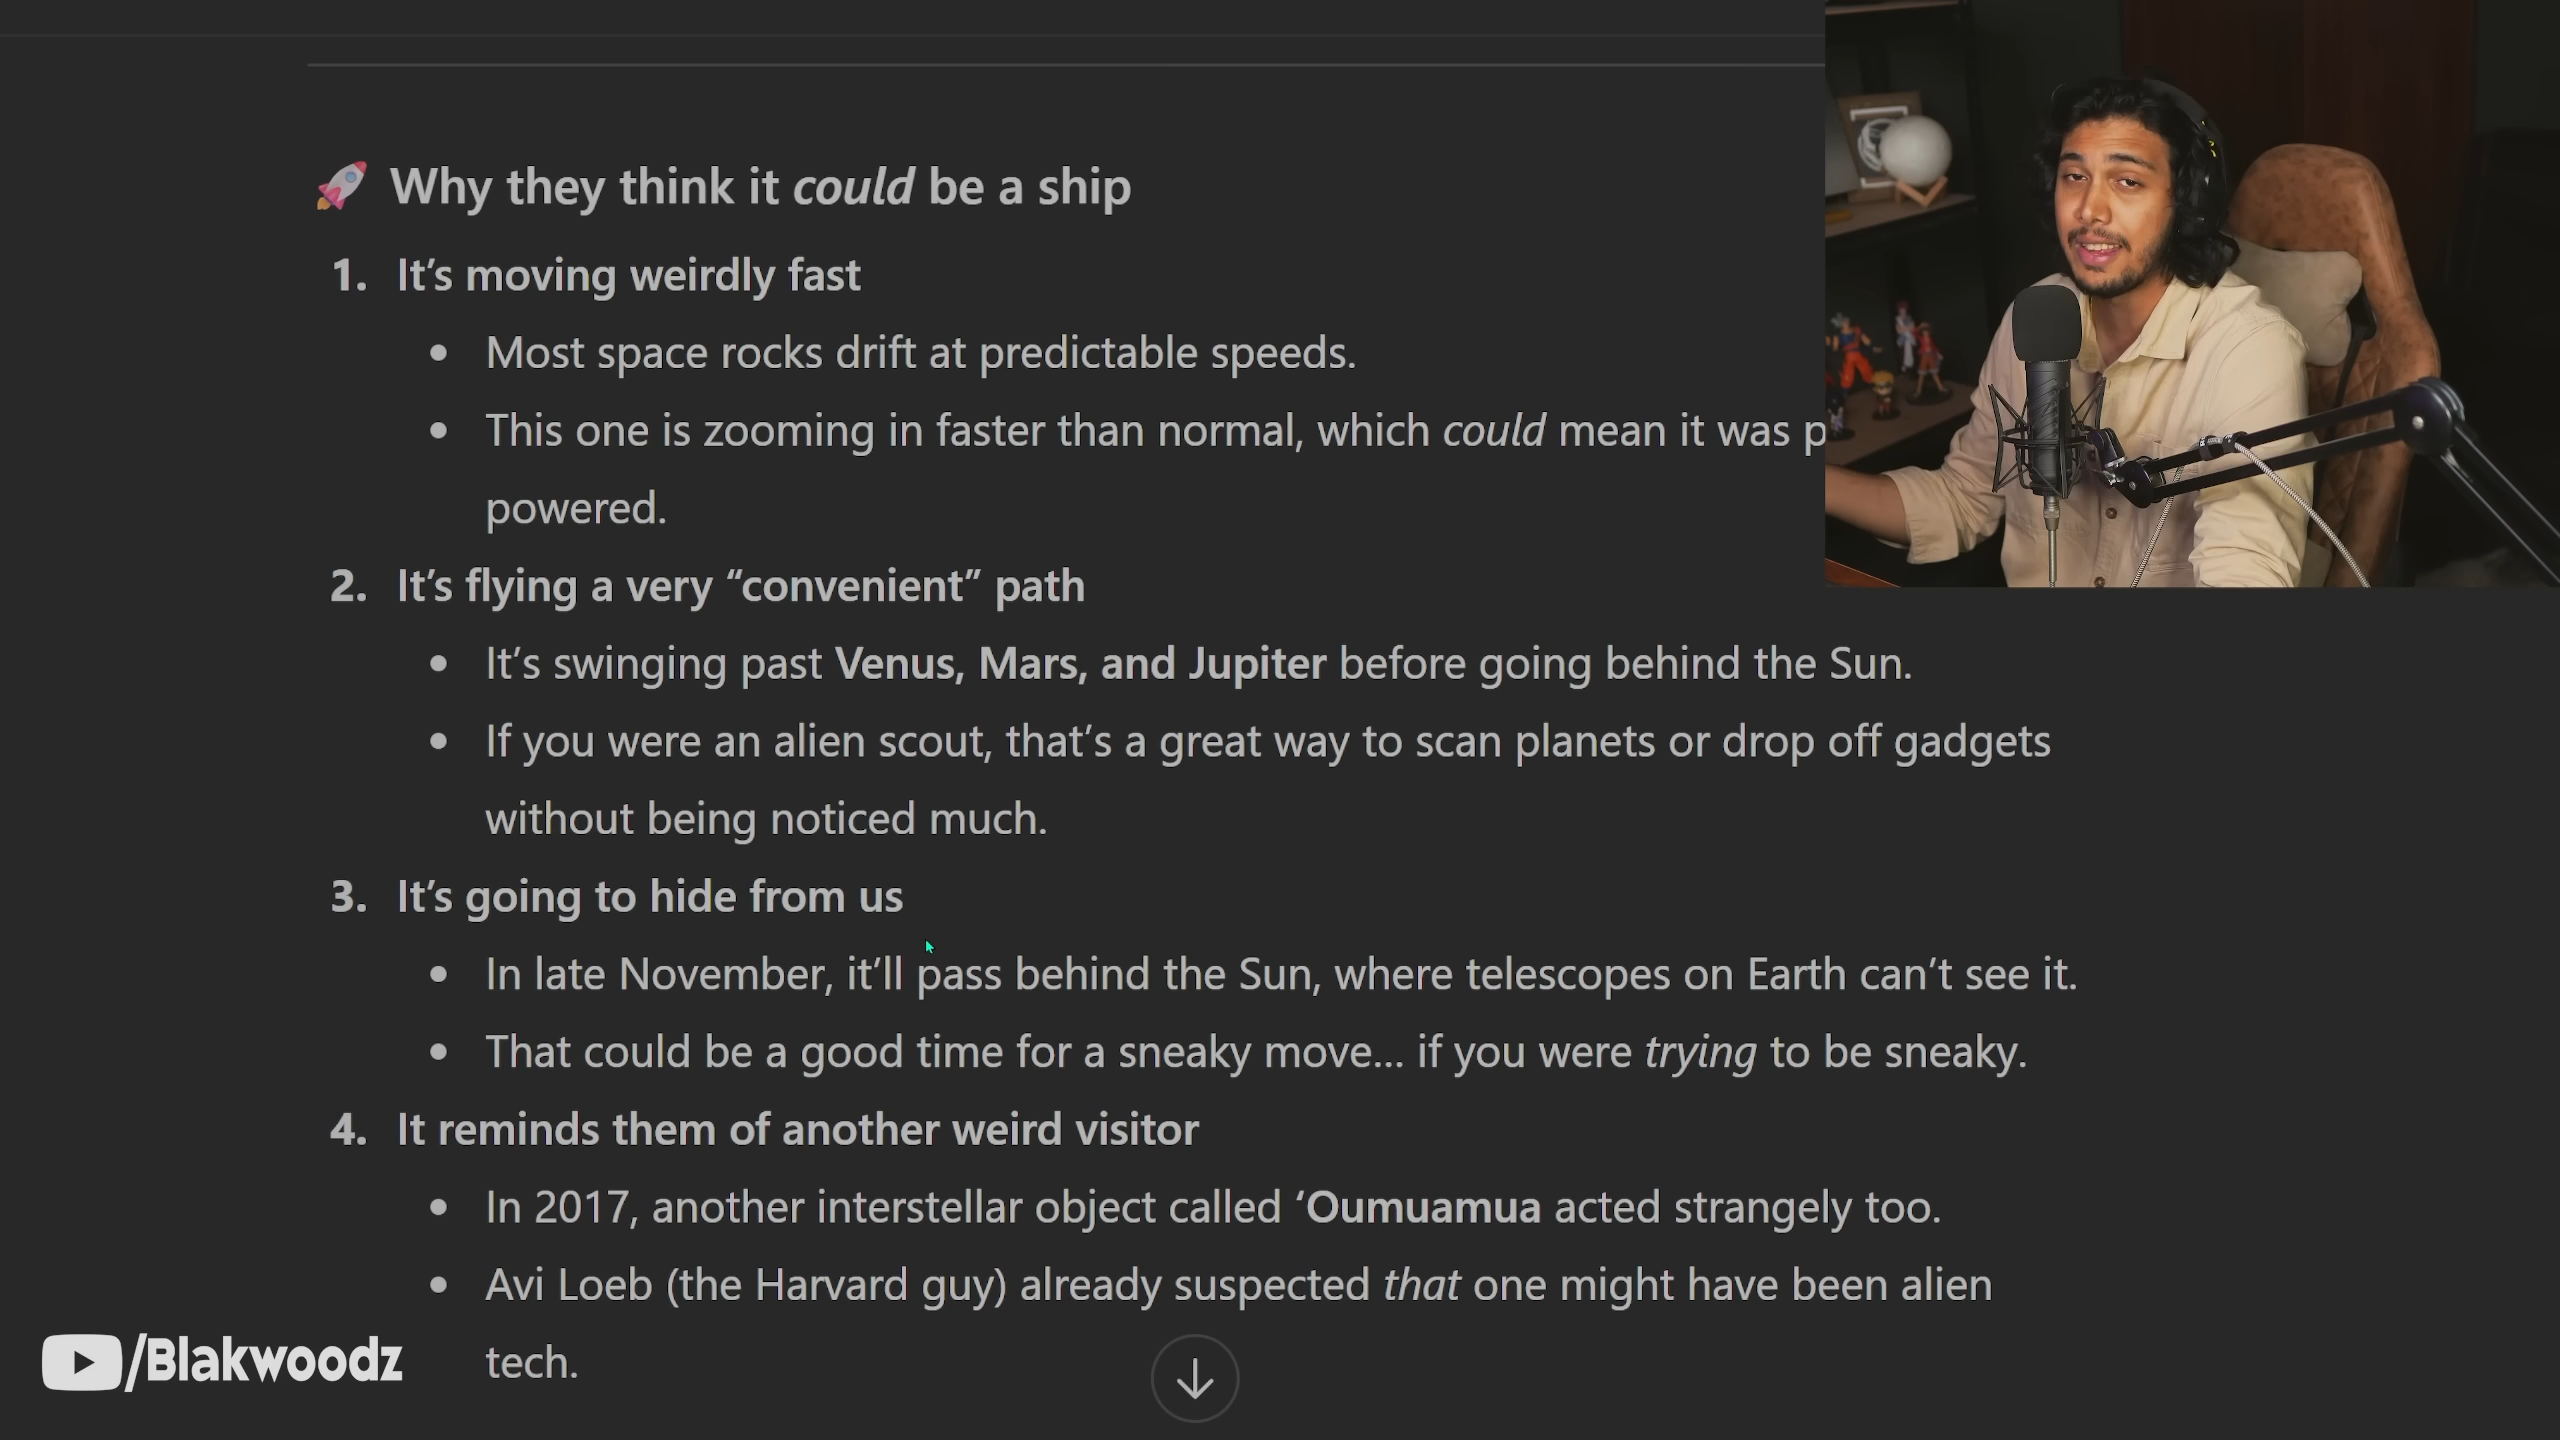 🚀 Why they think it could be a ship
1. It’s moving weirdly fast
• Most space rocks drift at predictable speeds.
• This one is zooming in faster than normal, which could mean it was
powered.
2. It’s flying a very “convenient” path
• It’s swinging past Venus, Mars, and Jupiter before going behind the Sun.
• If you were an alien scout, that’s a great way to scan planets or drop off gadgets
without being noticed much.
3. It’s going to hide from us
• In late November, it’ll pass behind the Sun, where telescopes on Earth can’t see it.
• That could be a good time for a sneaky move... if you were trying to be sneaky.
4. It reminds them of another weird visitor
• In 2017, another interstellar object called ‘Oumuamua acted strangely too.
• Avi Loeb (the Harvard guy) already suspected that one might have been alien
tech.
/Blakwoodz